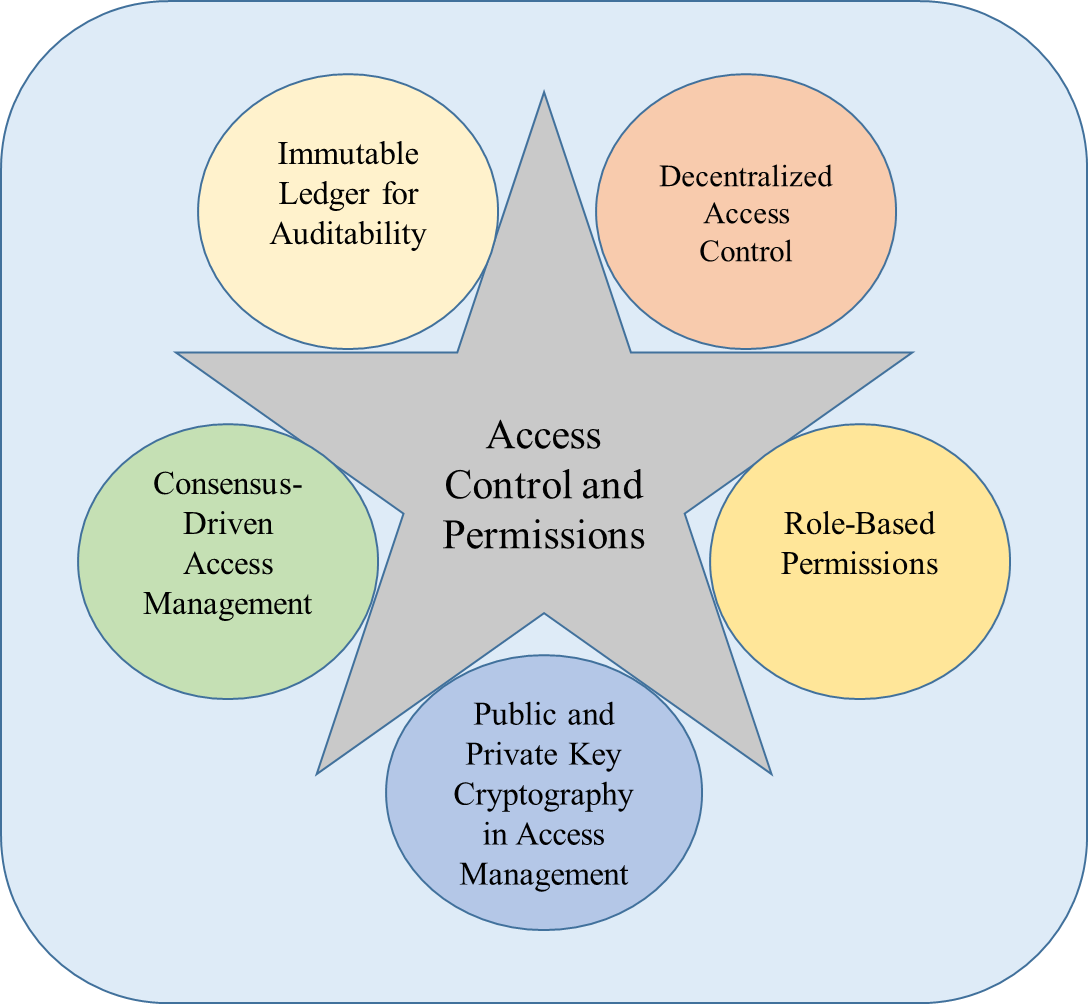 Immutable
Ledger for
Auditability
Decentralized
Access
Control
Access
Control and
Permissions
Consensus-
Driven
Access
Management
Role-Based
Permissions
Public and
Private Key
Cryptography
in Access
Management